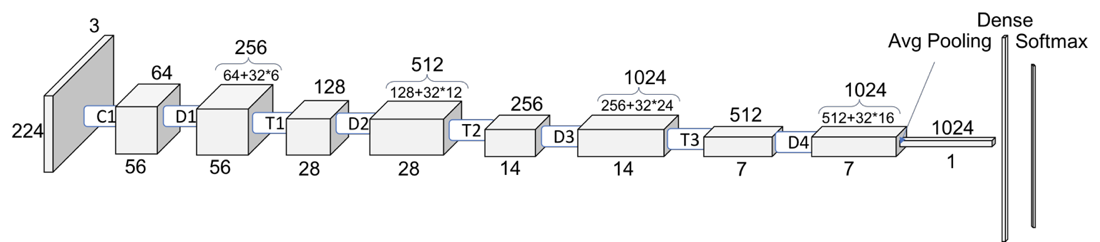 Dense
3
Avg Pooling
Softmax
256
64+32*6
512
128+32*12
1024
256+32*24
1024
512+32*16
64
128
256
512
1024
224
C1
D1
T1
D2
T2
D3
T3
D4
56
56
28
28
14
14
7
7
1